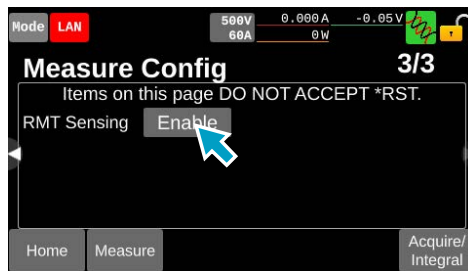 Mode LAN 500V 0.000A -0.05V
60A 0W
Measure Config 3/3
Items on this page DO NOT ACCEPT *RST.
RMT Sensing Enable
Home Measure Acquire/
Integral